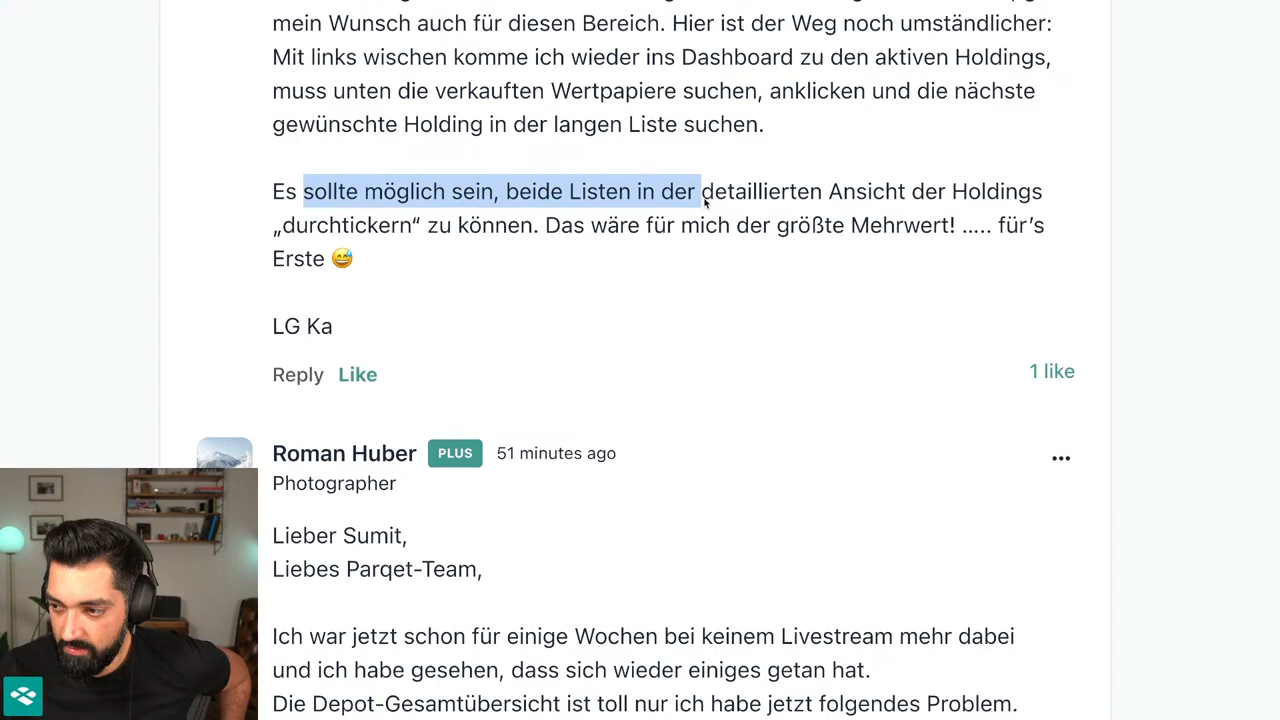 mein Wunsch auch für diesen Bereich. Hier ist der Weg noch umständlicher:
Mit links wischen komme ich wieder ins Dashboard zu den aktiven Holdings,
muss unten die verkauften Wertpapiere suchen, anklicken und die nächste
gewünschte Holding in der langen Liste suchen.
Es sollte möglich sein, beide Listen in der detaillierten Ansicht der Holdings
„durchtickern“ zu können. Das wäre für mich der größte Mehrwert! ..... für’s
Erste 😅
LG Ka
Reply Like
1 like
Roman Huber PLUS 51 minutes ago
Photographer
Lieber Sumit,
Liebes Parqet-Team,
Ich war jetzt schon für einige Wochen bei keinem Livestream mehr dabei
und ich habe gesehen, dass sich wieder einiges getan hat.
Die Depot-Gesamtübersicht ist toll nur ich habe jetzt folgendes Problem.